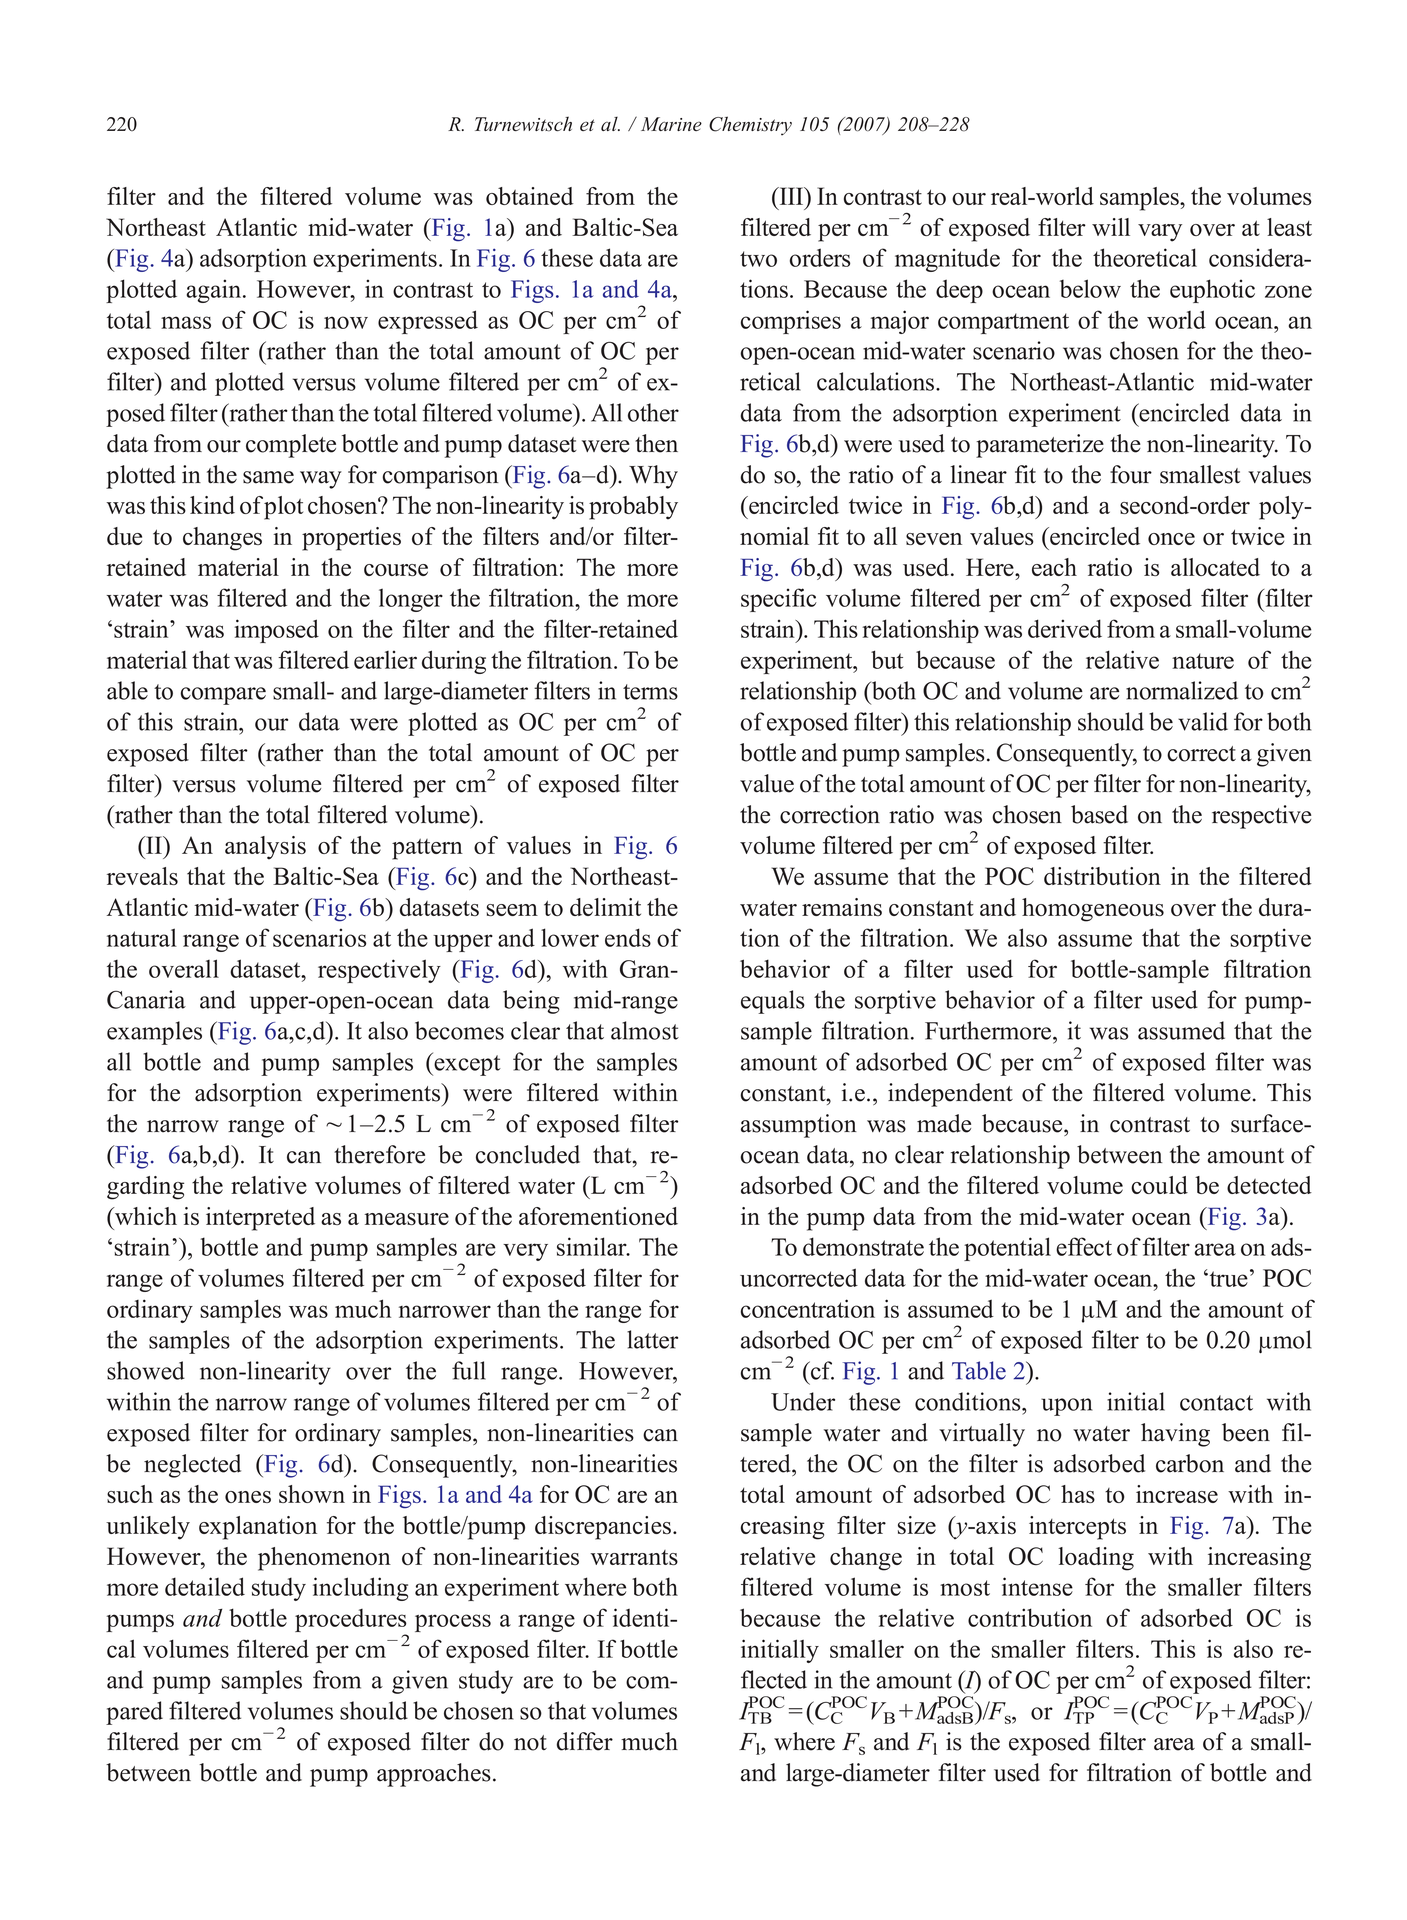 220
R. Turnewitsch et al. / Marine Chemistry 105 (2007) 208–228
filter and the filtered volume was obtained from the
Northeast Atlantic mid-water (Fig. 1a) and Baltic-Sea
(Fig. 4a) adsorption experiments. In Fig. 6 these data are
plotted again. However, in contrast to Figs. 1a and 4a,
total mass of OC is now expressed as OC per cm² of
exposed filter (rather than the total amount of OC per
filter) and plotted versus volume filtered per cm² of ex-
posed filter (rather than the total filtered volume). All other
data from our complete bottle and pump dataset were then
plotted in the same way for comparison (Fig. 6a–d). Why
was this kind of plot chosen? The non-linearity is probably
due to changes in properties of the filters and/or filter-
retained material in the course of filtration: The more
water was filtered and the longer the filtration, the more
‘strain’ was imposed on the filter and the filter-retained
material that was filtered earlier during the filtration. To be
able to compare small- and large-diameter filters in terms
of this strain, our data were plotted as OC per cm² of
exposed filter (rather than the total amount of OC per
filter) versus volume filtered per cm² of exposed filter
(rather than the total filtered volume).
(II) An analysis of the pattern of values in Fig. 6
reveals that the Baltic-Sea (Fig. 6c) and the Northeast-
Atlantic mid-water (Fig. 6b) datasets seem to delimit the
natural range of scenarios at the upper and lower ends of
the overall dataset, respectively (Fig. 6d), with Gran-
Canaria and upper-open-ocean data being mid-range
examples (Fig. 6a,c,d). It also becomes clear that almost
all bottle and pump samples (except for the samples
for the adsorption experiments) were filtered within
the narrow range of ~1–2.5 L cm⁻² of exposed filter
(Fig. 6a,b,d). It can therefore be concluded that, re-
garding the relative volumes of filtered water (L cm⁻²)
(which is interpreted as a measure of the aforementioned
‘strain’), bottle and pump samples are very similar. The
range of volumes filtered per cm⁻² of exposed filter for
ordinary samples was much narrower than the range for
the samples of the adsorption experiments. The latter
showed non-linearity over the full range. However,
within the narrow range of volumes filtered per cm⁻² of
exposed filter for ordinary samples, non-linearities can
be neglected (Fig. 6d). Consequently, non-linearities
such as the ones shown in Figs. 1a and 4a for OC are an
unlikely explanation for the bottle/pump discrepancies.
However, the phenomenon of non-linearities warrants
more detailed study including an experiment where both
pumps and bottle procedures process a range of identi-
cal volumes filtered per cm⁻² of exposed filter. If bottle
and pump samples from a given study are to be com-
pared filtered volumes should be chosen so that volumes
filtered per cm⁻² of exposed filter do not differ much
between bottle and pump approaches.
(III) In contrast to our real-world samples, the volumes
filtered per cm⁻² of exposed filter will vary over at least
two orders of magnitude for the theoretical considera-
tions. Because the deep ocean below the euphotic zone
comprises a major compartment of the world ocean, an
open-ocean mid-water scenario was chosen for the theo-
retical calculations. The Northeast-Atlantic mid-water
data from the adsorption experiment (encircled data in
Fig. 6b,d) were used to parameterize the non-linearity. To
do so, the ratio of a linear fit to the four smallest values
(encircled twice in Fig. 6b,d) and a second-order poly-
nomial fit to all seven values (encircled once or twice in
Fig. 6b,d) was used. Here, each ratio is allocated to a
specific volume filtered per cm² of exposed filter (filter
strain). This relationship was derived from a small-volume
experiment, but because of the relative nature of the
relationship (both OC and volume are normalized to cm²
of exposed filter) this relationship should be valid for both
bottle and pump samples. Consequently, to correct a given
value of the total amount of OC per filter for non-linearity,
the correction ratio was chosen based on the respective
volume filtered per cm² of exposed filter.
We assume that the POC distribution in the filtered
water remains constant and homogeneous over the dura-
tion of the filtration. We also assume that the sorptive
behavior of a filter used for bottle-sample filtration
equals the sorptive behavior of a filter used for pump-
sample filtration. Furthermore, it was assumed that the
amount of adsorbed OC per cm² of exposed filter was
constant, i.e., independent of the filtered volume. This
assumption was made because, in contrast to surface-
ocean data, no clear relationship between the amount of
adsorbed OC and the filtered volume could be detected
in the pump data from the mid-water ocean (Fig. 3a).
To demonstrate the potential effect of filter area on ads-
uncorrected data for the mid-water ocean, the ‘true’ POC
concentration is assumed to be 1 μM and the amount of
adsorbed OC per cm² of exposed filter to be 0.20 μmol
cm⁻² (cf. Fig. 1 and Table 2).
Under these conditions, upon initial contact with
sample water and virtually no water having been fil-
tered, the OC on the filter is adsorbed carbon and the
total amount of adsorbed OC has to increase with in-
creasing filter size (y-axis intercepts in Fig. 7a). The
relative change in total OC loading with increasing
filtered volume is most intense for the smaller filters
because the relative contribution of adsorbed OC is
initially smaller on the smaller filters. This is also re-
flected in the amount (I) of OC per cm² of exposed filter:
I_TB^POC=(C_C^POC V_B+M_adsB^POC)/F_s, or I_TP^POC=(C_C^POC V_P+M_adsP^POC)/
F_l, where F_s and F_l is the exposed filter area of a small-
and large-diameter filter used for filtration of bottle and